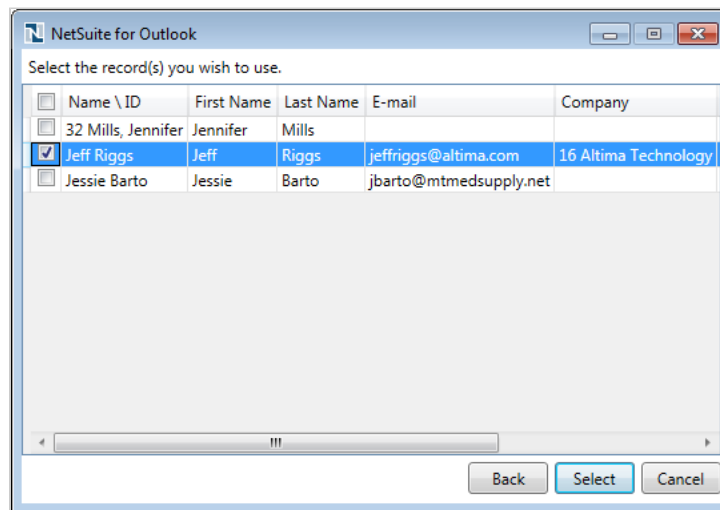 NetSuite for Outlook
Select the record(s) you wish to use.
Name \ ID First Name Last Name E-mail Company
32 Mills, Jennifer Jennifer Mills
Jeff Riggs Jeff Riggs jeffriggs@altima.com 16 Altima Technology
Jessie Barto Jessie Barto jbarto@mtmedsupply.net
Back Select Cancel